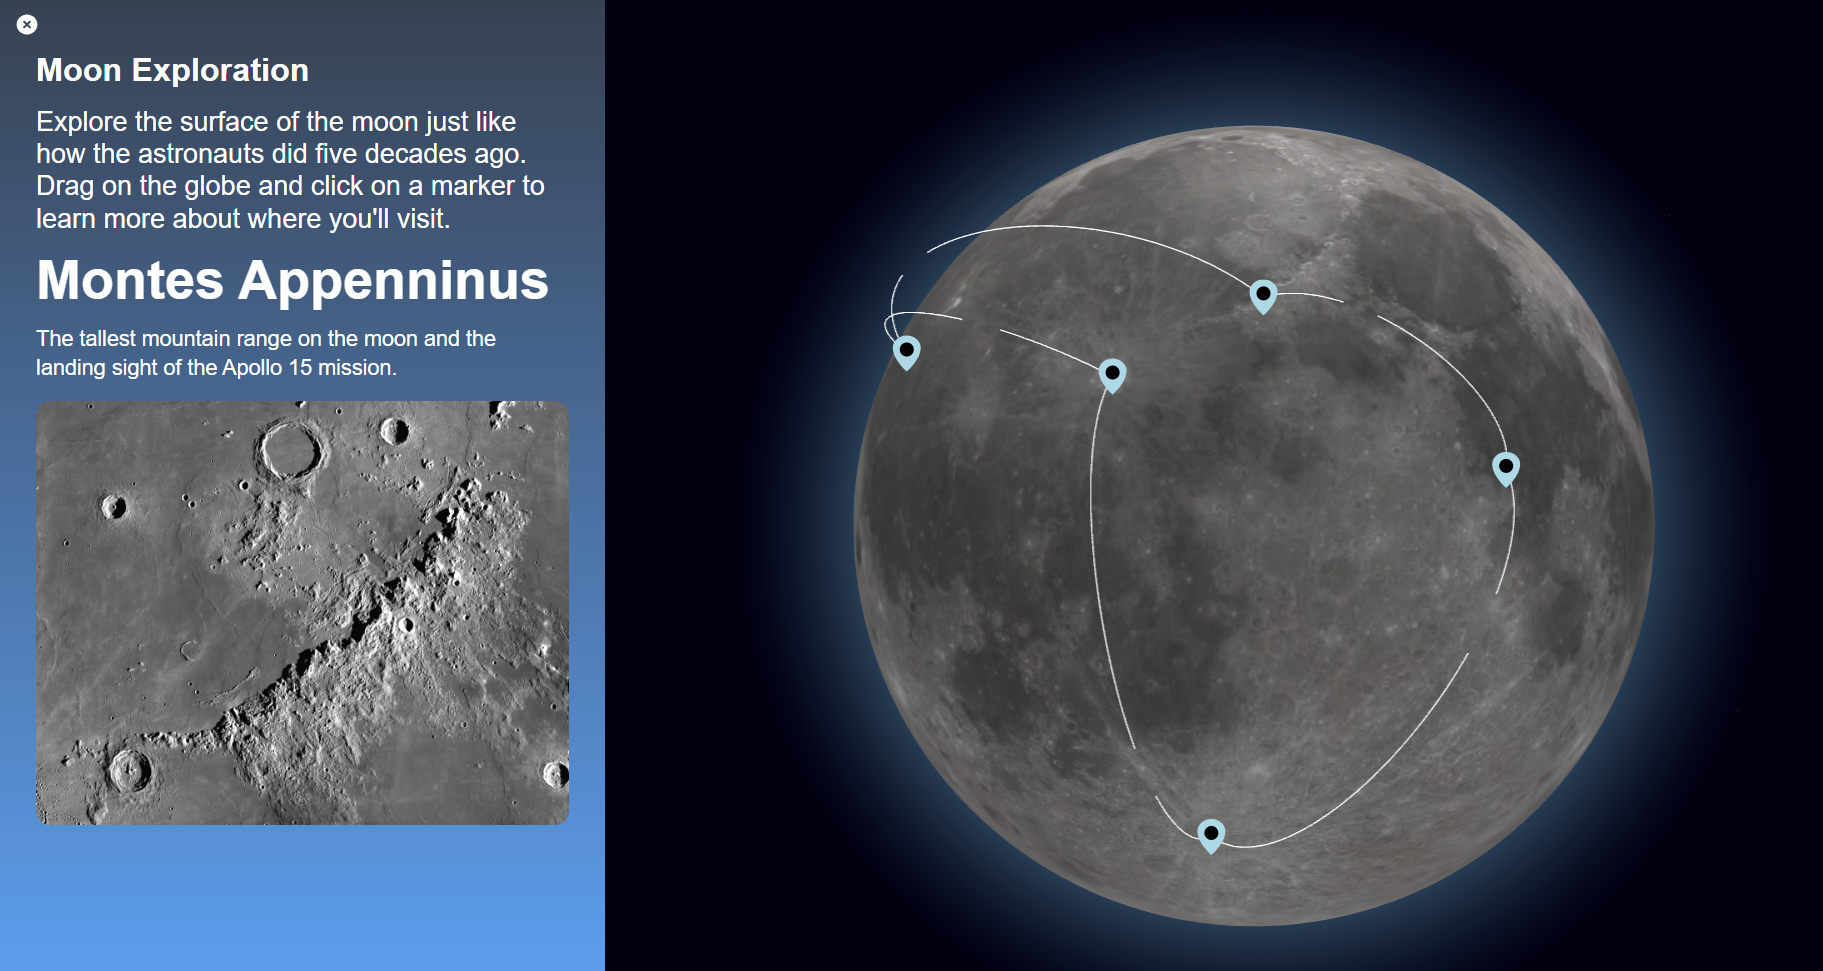 Moon Exploration
Explore the surface of the moon just like
how the astronauts did five decades ago.
Drag on the globe and click on a marker to
learn more about where you'll visit.
Montes Appenninus
The tallest mountain range on the moon and the
landing sight of the Apollo 15 mission.